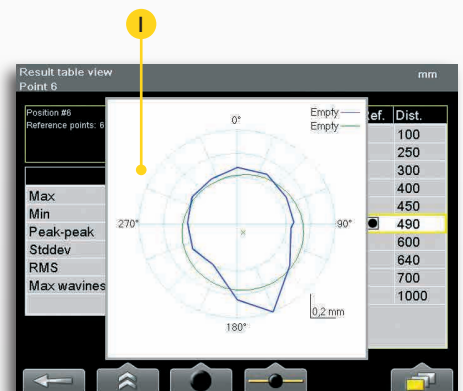 I
Result table view
mm
Point 6
Position #6
Reference points: 6
Max
Min
Peak-peak
Stddev
RMS
Max wavines
0°
90°
180°
270°
Empty
Empty
0,2 mm
ef.
Dist.
100
250
300
400
450
490
600
640
700
1000